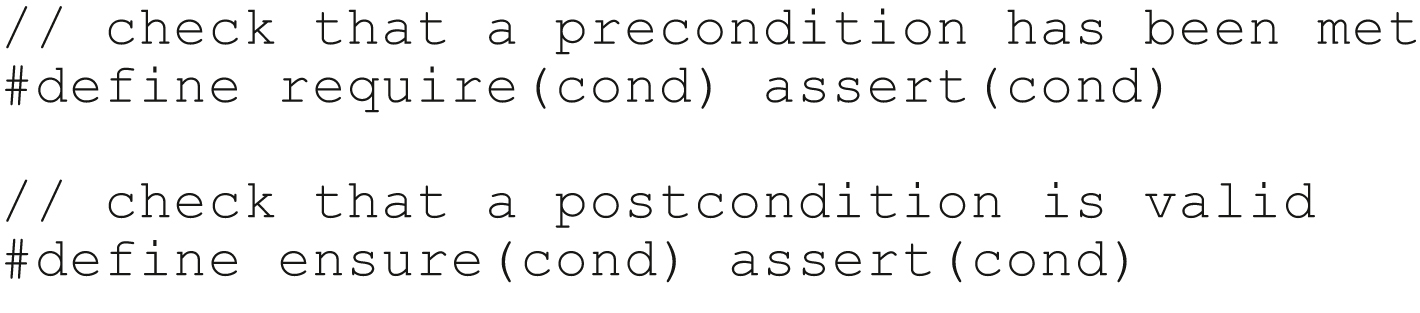 // check that a precondition has been met
#define require(cond) assert(cond)
// check that a postcondition is valid
#define ensure(cond) assert(cond)